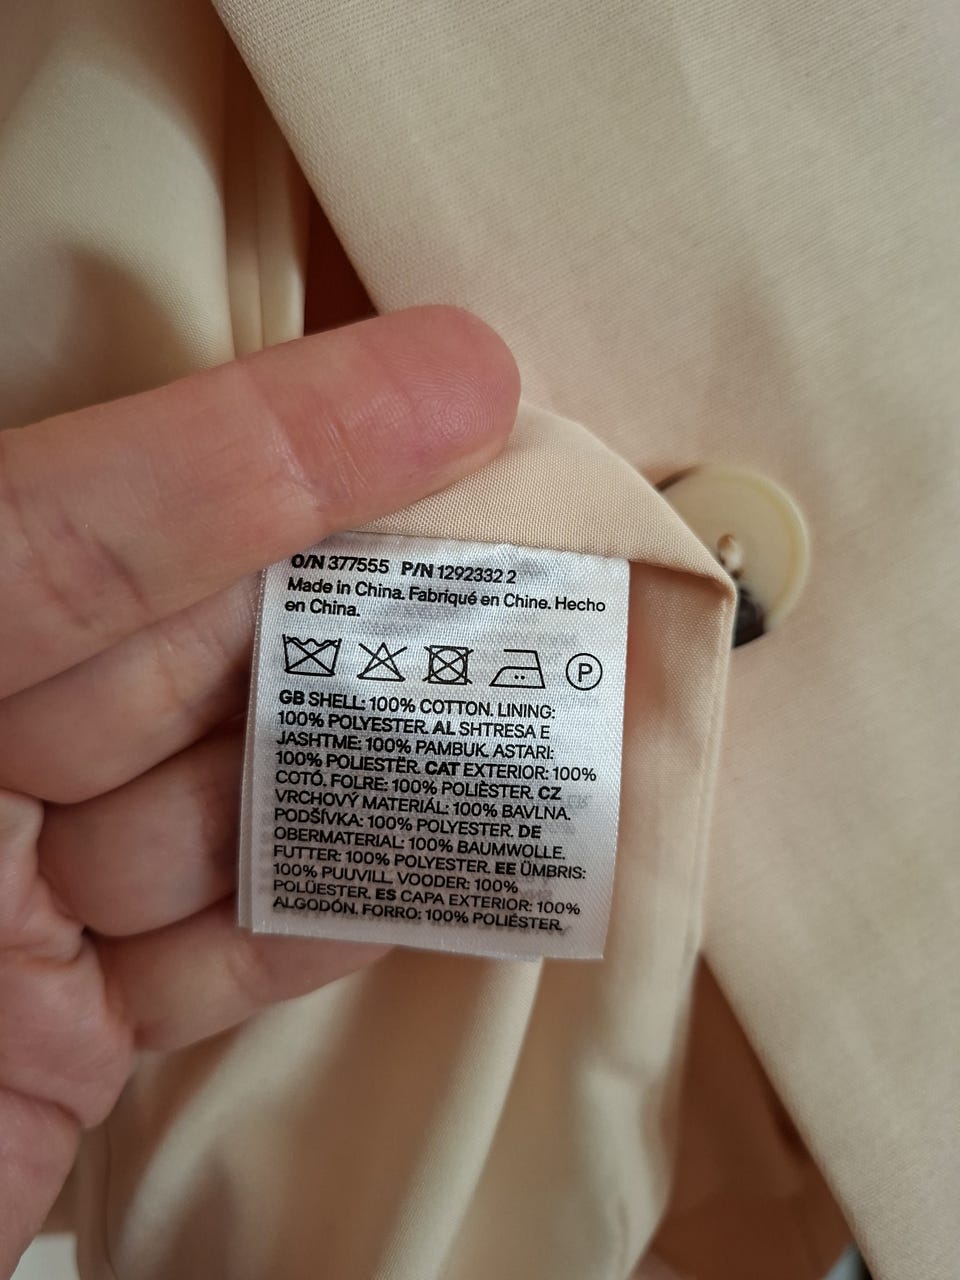 O/N 377555 P/N 1292332 2
Made in China. Fabriqué en Chine. Hecho
en China.
P
GB SHELL: 100% COTTON. LINING:
100% POLYESTER. AL SHTRESA E
JASHTME: 100% PAMBUK. ASTARI:
100% POLIESTËR. CAT EXTERIOR: 100%
COTÓ. FOLRE: 100% POLIÈSTER. CZ
VRCHOVÝ MATERIÁL: 100% BAVLNA.
PODŠÍVKA: 100% POLYESTER. DE
OBERMATERIAL: 100% BAUMWOLLE.
FUTTER: 100% POLYESTER. EE ÜMBRIS:
100% PUUVILL. VOODER: 100%
POLÜESTER. ES CAPA EXTERIOR: 100%
ALGODÓN. FORRO: 100% POLIÉSTER.